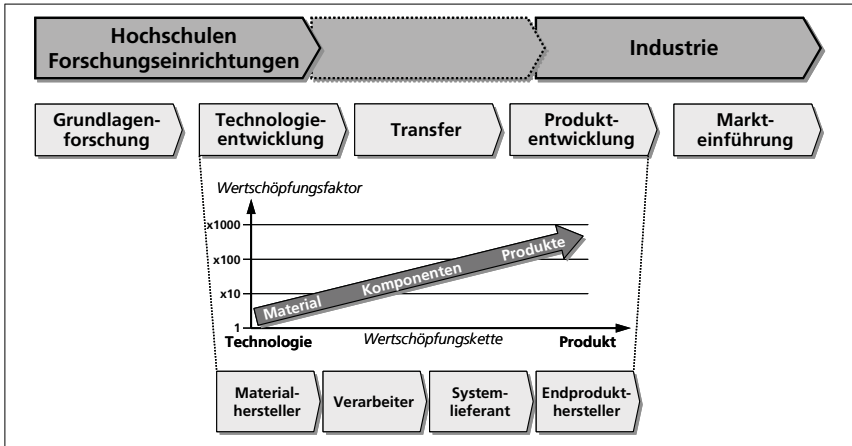 Hochschulen
Forschungseinrichtungen
Industrie
Grundlagen-
forschung
Technologie-
entwicklung
Transfer
Produkt-
entwicklung
Markt-
einführung
Wertschöpfungsfaktor
x1000
x100
x10
1
Material Komponenten Produkte
Technologie Wertschöpfungskette Produkt
Material-
hersteller
Verarbeiter
System-
lieferant
Endprodukt-
hersteller